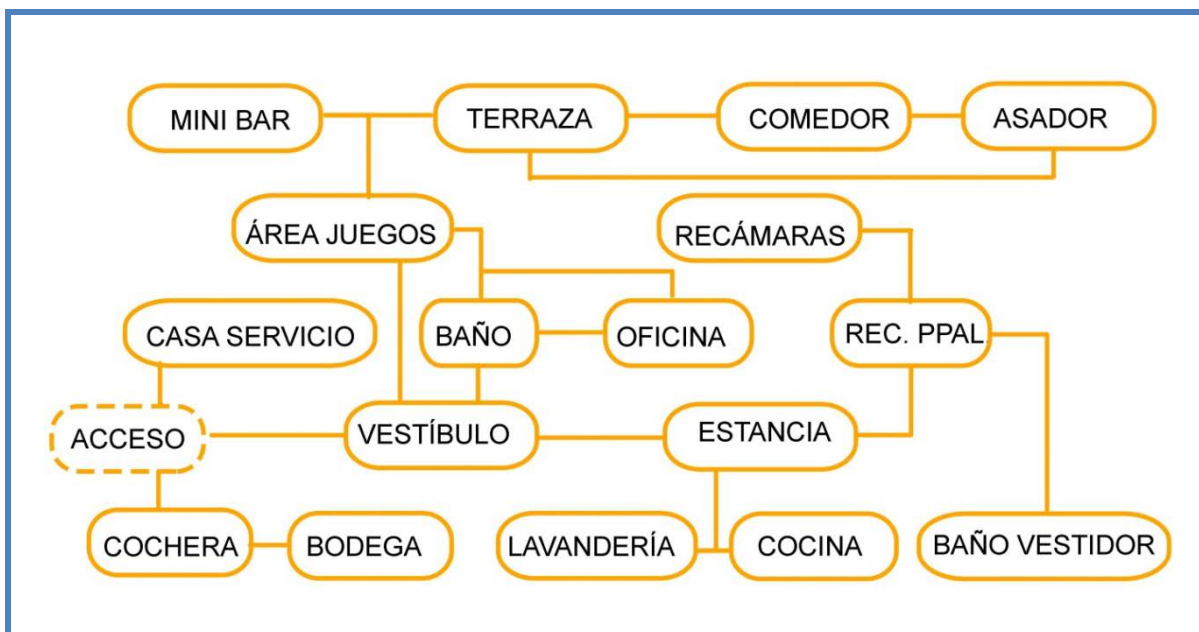 MINI BAR
TERRAZA
COMEDOR
ASADOR
ÁREA JUEGOS
RECÁMARAS
CASA SERVICIO
BAÑO
OFICINA
REC. PPAL.
ACCESO
VESTÍBULO
ESTANCIA
COCHERA
BODEGA
LAVANDERÍA
COCINA
BAÑO VESTIDOR